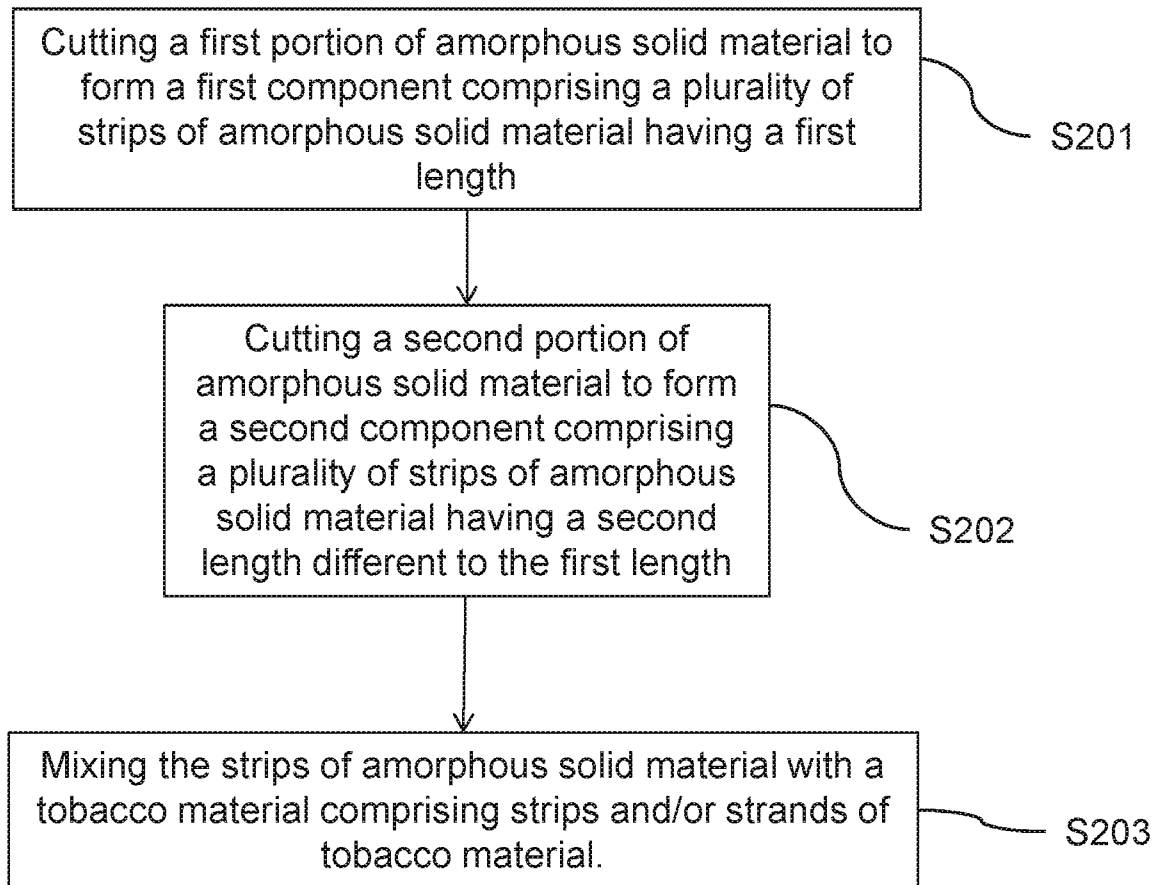 Cutting a first portion of amorphous solid material to
form a first component comprising a plurality of
strips of amorphous solid material having a first
length
S201
Cutting a second portion of
amorphous solid material to form
a second component comprising
a plurality of strips of amorphous
solid material having a second
length different to the first length
S202
Mixing the strips of amorphous solid material with a
tobacco material comprising strips and/or strands of
tobacco material.
S203